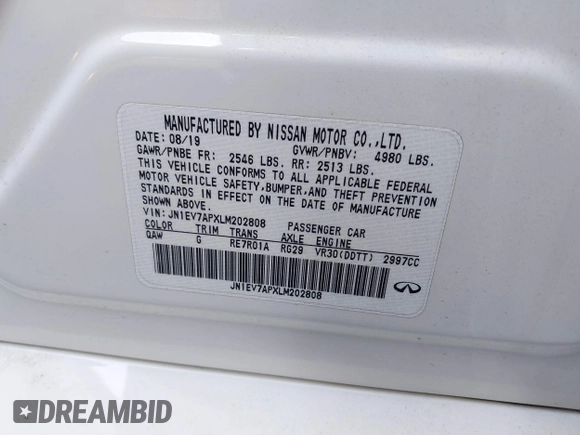 MANUFACTURED BY NISSAN MOTOR CO.,LTD.
DATE: 08/19 GVWR/PNBV: 4980 LBS.
GAWR/PNBE FR: 2546 LBS. RR: 2513 LBS.
THIS VEHICLE CONFORMS TO ALL APPLICABLE FEDERAL
MOTOR VEHICLE SAFETY,BUMPER,AND THEFT PREVENTION
STANDARDS IN EFFECT ON THE DATE OF MANUFACTURE
SHOWN ABOVE.
VIN: JN1EV7APXLM202808 PASSENGER CAR
COLOR TRIM TRANS AXLE ENGINE
QAW G RE7R01A RG29 VR30(DDTT) 2997CC
JN1EV7APXLM202808
DREAMBID